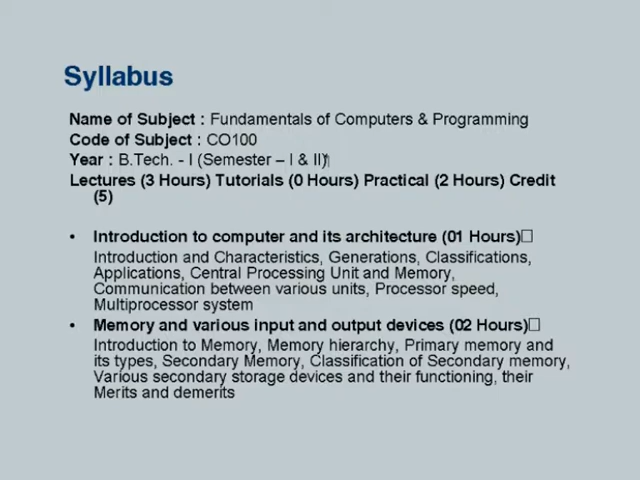 Syllabus
Name of Subject : Fundamentals of Computers & Programming
Code of Subject : CO100
Year : B.Tech. - I (Semester – I & II)
Lectures (3 Hours) Tutorials (0 Hours) Practical (2 Hours) Credit
(5)
• Introduction to computer and its architecture (01 Hours)
Introduction and Characteristics, Generations, Classifications,
Applications, Central Processing Unit and Memory,
Communication between various units, Processor speed,
Multiprocessor system
• Memory and various input and output devices (02 Hours)
Introduction to Memory, Memory hierarchy, Primary memory and
its types, Secondary Memory, Classification of Secondary memory,
Various secondary storage devices and their functioning, their
Merits and demerits